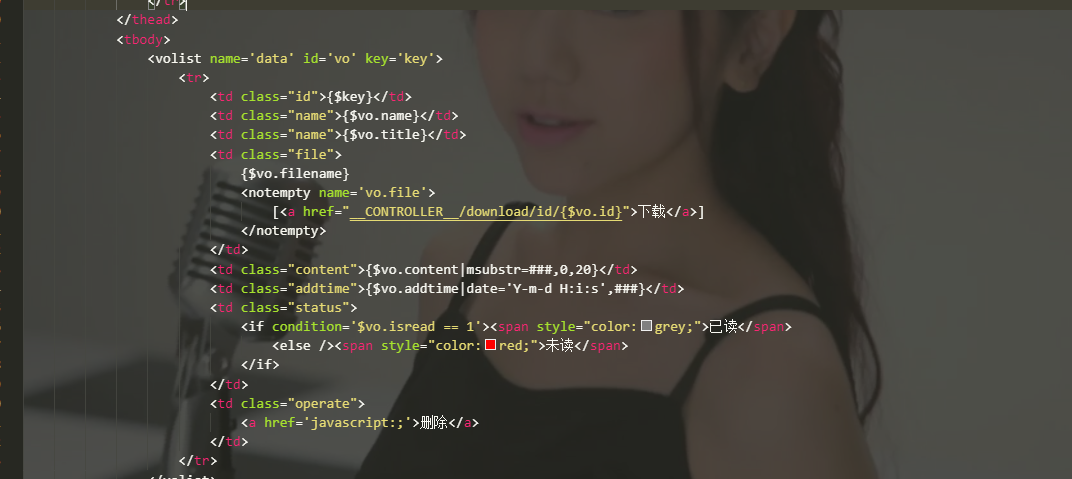 </tr>
</thead>
<tbody>
<volist name='data' id='vo' key='key'>
<tr>
<td class="id">{$key}</td>
<td class="name">{$vo.name}</td>
<td class="name">{$vo.title}</td>
<td class="file">
{$vo.filename}
<notempty name='vo.file'>
[<a href="__CONTROLLER__/download/id/{$vo.id}">下载</a>]
</notempty>
</td>
<td class="content">{$vo.content|msubstr=###,0,20}</td>
<td class="addtime">{$vo.addtime|date='Y-m-d H:i:s',###}</td>
<td class="status">
<if condition='$vo.isread == 1'><span style="color:grey;">已读</span>
<else /><span style="color:red;">未读</span>
</if>
</td>
<td class="operate">
<a href='javascript:;'>删除</a>
</td>
</tr>
</volist>